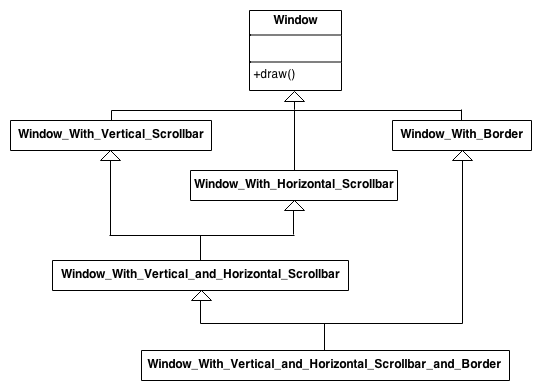 Window
+draw()
Window_With_Vertical_Scrollbar
Window_With_Border
Window_With_Horizontal_Scrollbar
Window_With_Vertical_and_Horizontal_Scrollbar
Window_With_Vertical_and_Horizontal_Scrollbar_and_Border